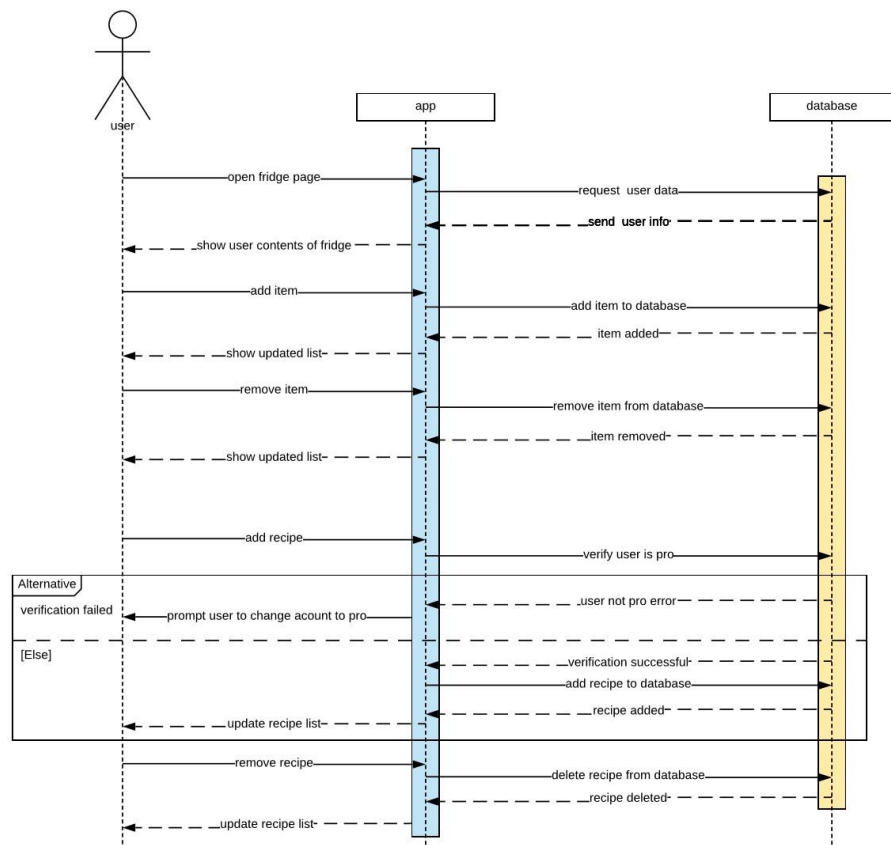 user
app
database
open fridge page
request user data
send user info
show user contents of fridge
add item
add item to database
item added
show updated list
remove item
remove item from database
item removed
show updated list
add recipe
verify user is pro
Alternative
verification failed
user not pro error
prompt user to change acount to pro
[Else]
verification successful
add recipe to database
recipe added
update recipe list
remove recipe
delete recipe from database
recipe deleted
update recipe list